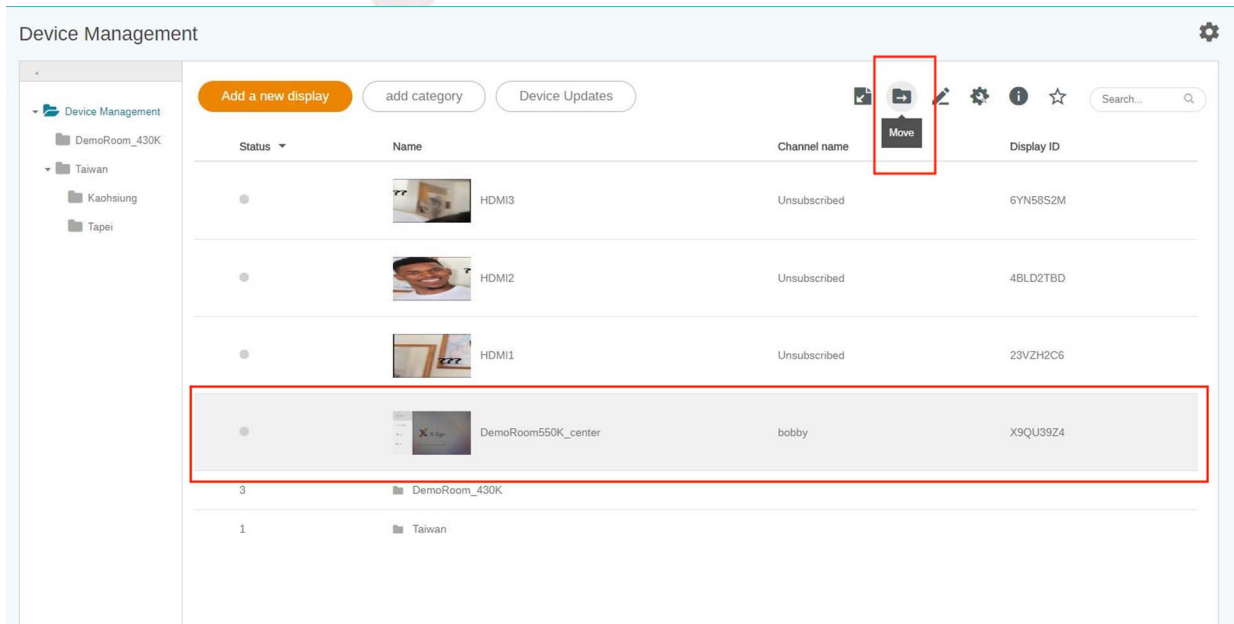 Device Management
Add a new display add category Device Updates Search...
Move
Device Management
DemoRoom_430K
Taiwan
Kaohsiung
Tapei
Status Name Channel name Display ID
?? HDMI3 Unsubscribed 6YN58S2M
? HDMI2 Unsubscribed 4BLD2TBD
??? HDMI1 Unsubscribed 23VZH2C6
X-Sign DemoRoom550K_center bobby X9QU39Z4
3 DemoRoom_430K
1 Taiwan